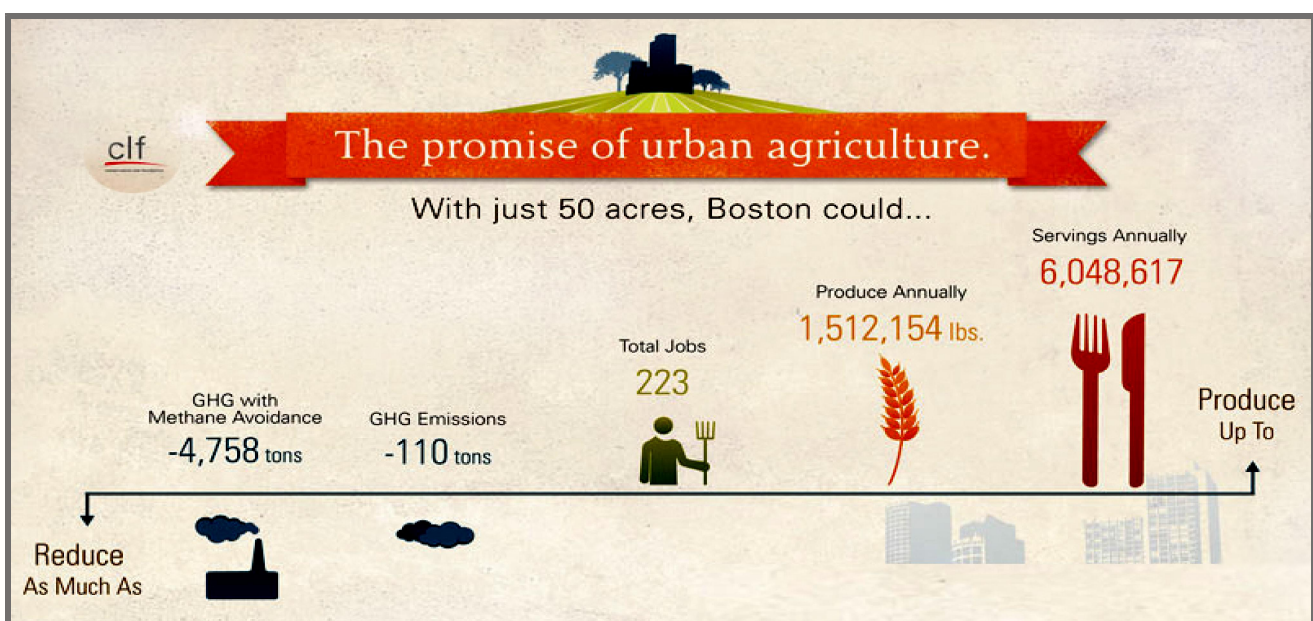 clf
The promise of urban agriculture.
With just 50 acres, Boston could...
Servings Annually
6,048,617
Produce Annually
1,512,154 lbs.
Total Jobs
223
GHG with
Methane Avoidance
-4,758 tons
GHG Emissions
-110 tons
Produce
Up To
Reduce
As Much As